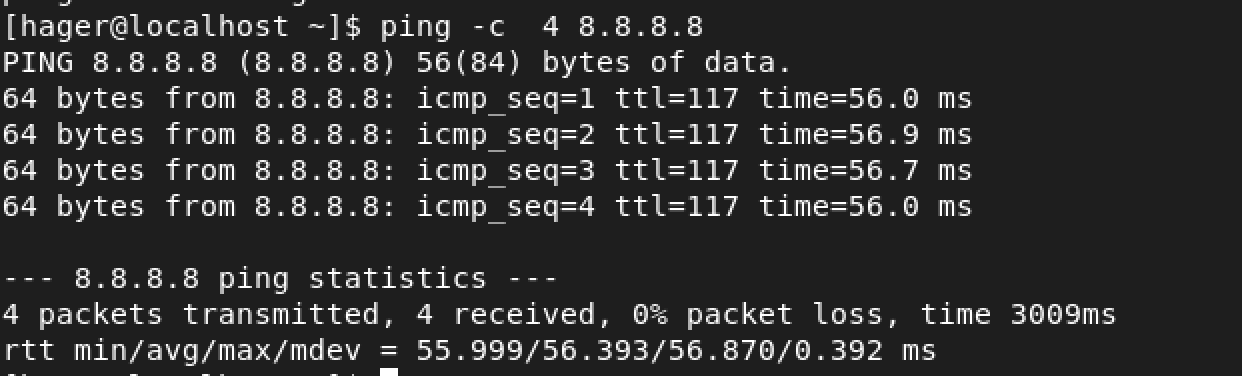 [hager@localhost ~]$ ping -c  4 8.8.8.8
PING 8.8.8.8 (8.8.8.8) 56(84) bytes of data.
64 bytes from 8.8.8.8: icmp_seq=1 ttl=117 time=56.0 ms
64 bytes from 8.8.8.8: icmp_seq=2 ttl=117 time=56.9 ms
64 bytes from 8.8.8.8: icmp_seq=3 ttl=117 time=56.7 ms
64 bytes from 8.8.8.8: icmp_seq=4 ttl=117 time=56.0 ms

--- 8.8.8.8 ping statistics ---
4 packets transmitted, 4 received, 0% packet loss, time 3009ms
rtt min/avg/max/mdev = 55.999/56.393/56.870/0.392 ms